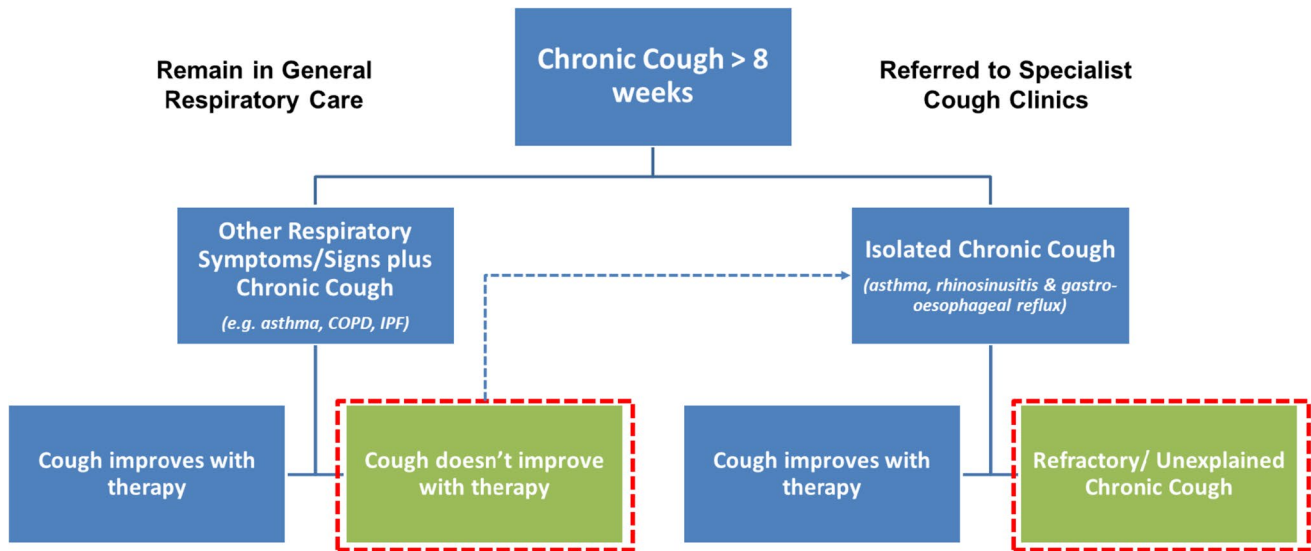 Remain in General
Respiratory Care
Chronic Cough > 8
weeks
Referred to Specialist
Cough Clinics
Other Respiratory
Symptoms/Signs plus
Chronic Cough
(e.g. asthma, COPD, IPF)
Isolated Chronic Cough
(asthma, rhinosinusitis & gastro-
oesophageal reflux)
Cough improves with
therapy
Cough doesn’t improve
with therapy
Cough improves with
therapy
Refractory/ Unexplained
Chronic Cough